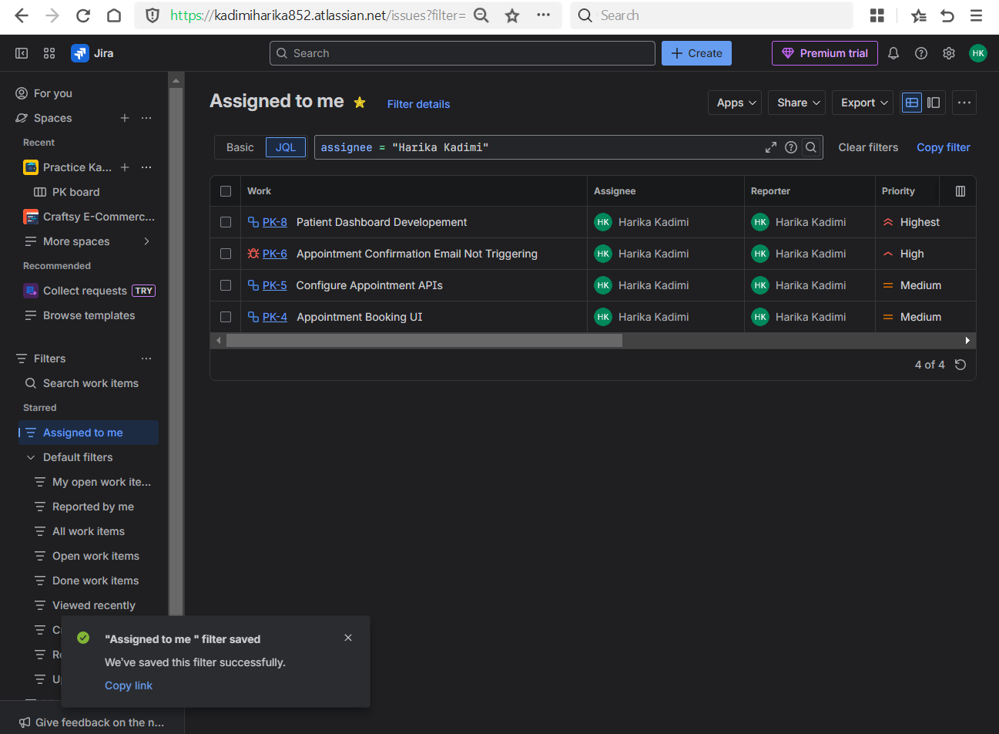 https://kadimiharika852.atlassian.net/issues?filter=
Search
Jira
Search
Create
Premium trial
HK
For you
Spaces
Recent
Practice Ka...
PK board
Craftsy E-Commerc...
More spaces
Recommended
Collect requests TRY
Browse templates
Filters
Search work items
Starred
Assigned to me
Default filters
My open work ite...
Reported by me
All work items
Open work items
Done work items
Viewed recently
Give feedback on the n...
Assigned to me
Filter details
Apps
Share
Export
Basic
JQL
assignee = "Harika Kadimi"
Clear filters
Copy filter
Work Assignee Reporter Priority
PK-8 Patient Dashboard Developement HK Harika Kadimi HK Harika Kadimi Highest
PK-6 Appointment Confirmation Email Not Triggering HK Harika Kadimi HK Harika Kadimi High
PK-5 Configure Appointment APIs HK Harika Kadimi HK Harika Kadimi Medium
PK-4 Appointment Booking UI HK Harika Kadimi HK Harika Kadimi Medium
4 of 4
"Assigned to me " filter saved
We've saved this filter successfully.
Copy link